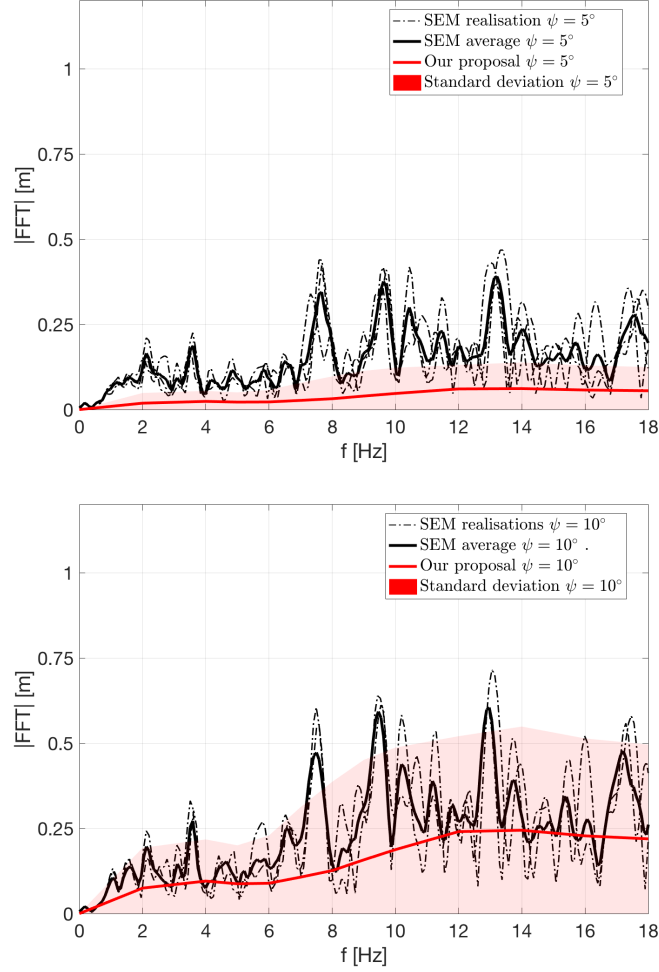 SEM realisation ψ = 5°
SEM average ψ = 5°
Our proposal ψ = 5°
Standard deviation ψ = 5°
1
0.75
0.5
0.25
0
|FFT| [m]
0 2 4 6 8 10 12 14 16 18
f [Hz]
SEM realisations ψ = 10°
SEM average ψ = 10° .
Our proposal ψ = 10°
Standard deviation ψ = 10°
1
0.75
0.5
0.25
0
|FFT| [m]
0 2 4 6 8 10 12 14 16 18
f [Hz]